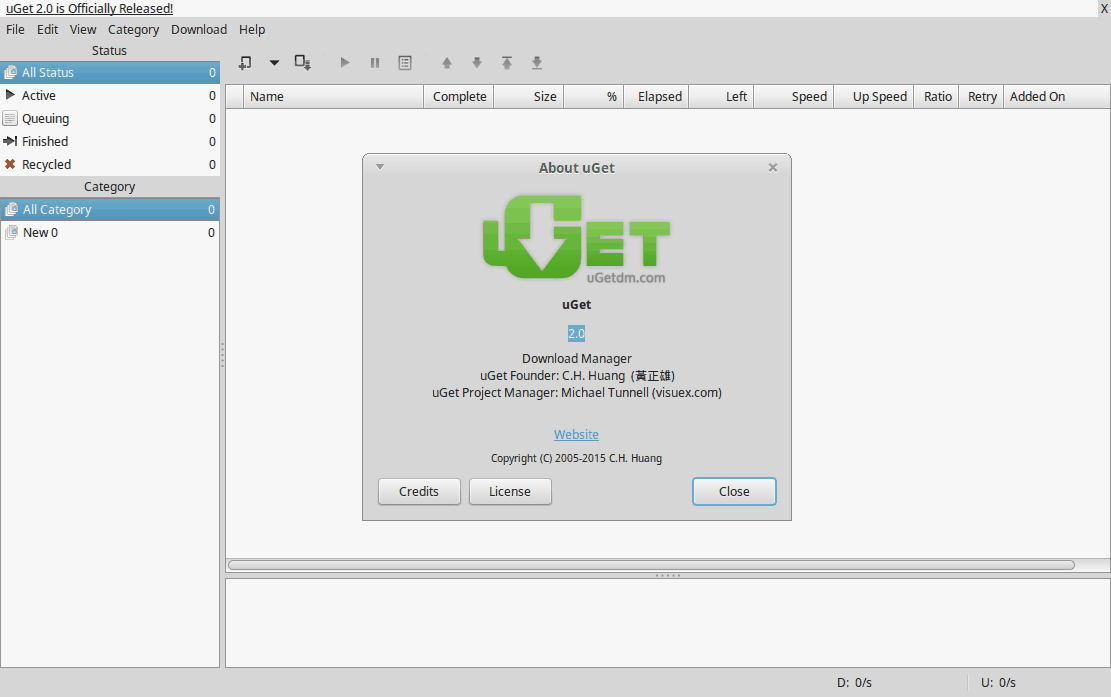 uGet 2.0 is Officially Released! X
File Edit View Category Download Help
Status
All Status 0
Active 0
Queuing 0
Finished 0
Recycled 0
Category
All Category 0
New 0 0
Name Complete Size % Elapsed Left Speed Up Speed Ratio Retry Added On
About uGet
uGET
uGetdm.com
uGet
2.0
Download Manager
uGet Founder: C.H. Huang (黃正雄)
uGet Project Manager: Michael Tunnell (visuex.com)
Website
Copyright (C) 2005-2015 C.H. Huang
Credits License Close
D: 0/s U: 0/s